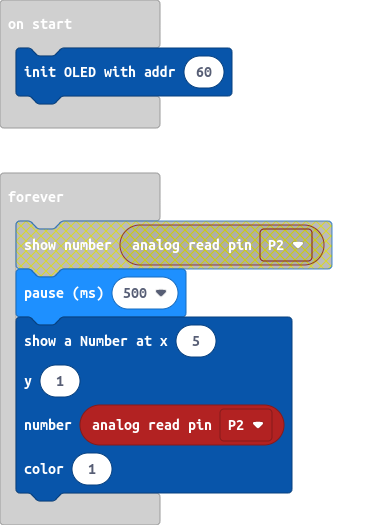 on start
init OLED with addr 60
forever
show number analog read pin P2
pause (ms) 500
show a Number at x 5
y 1
number analog read pin P2
color 1